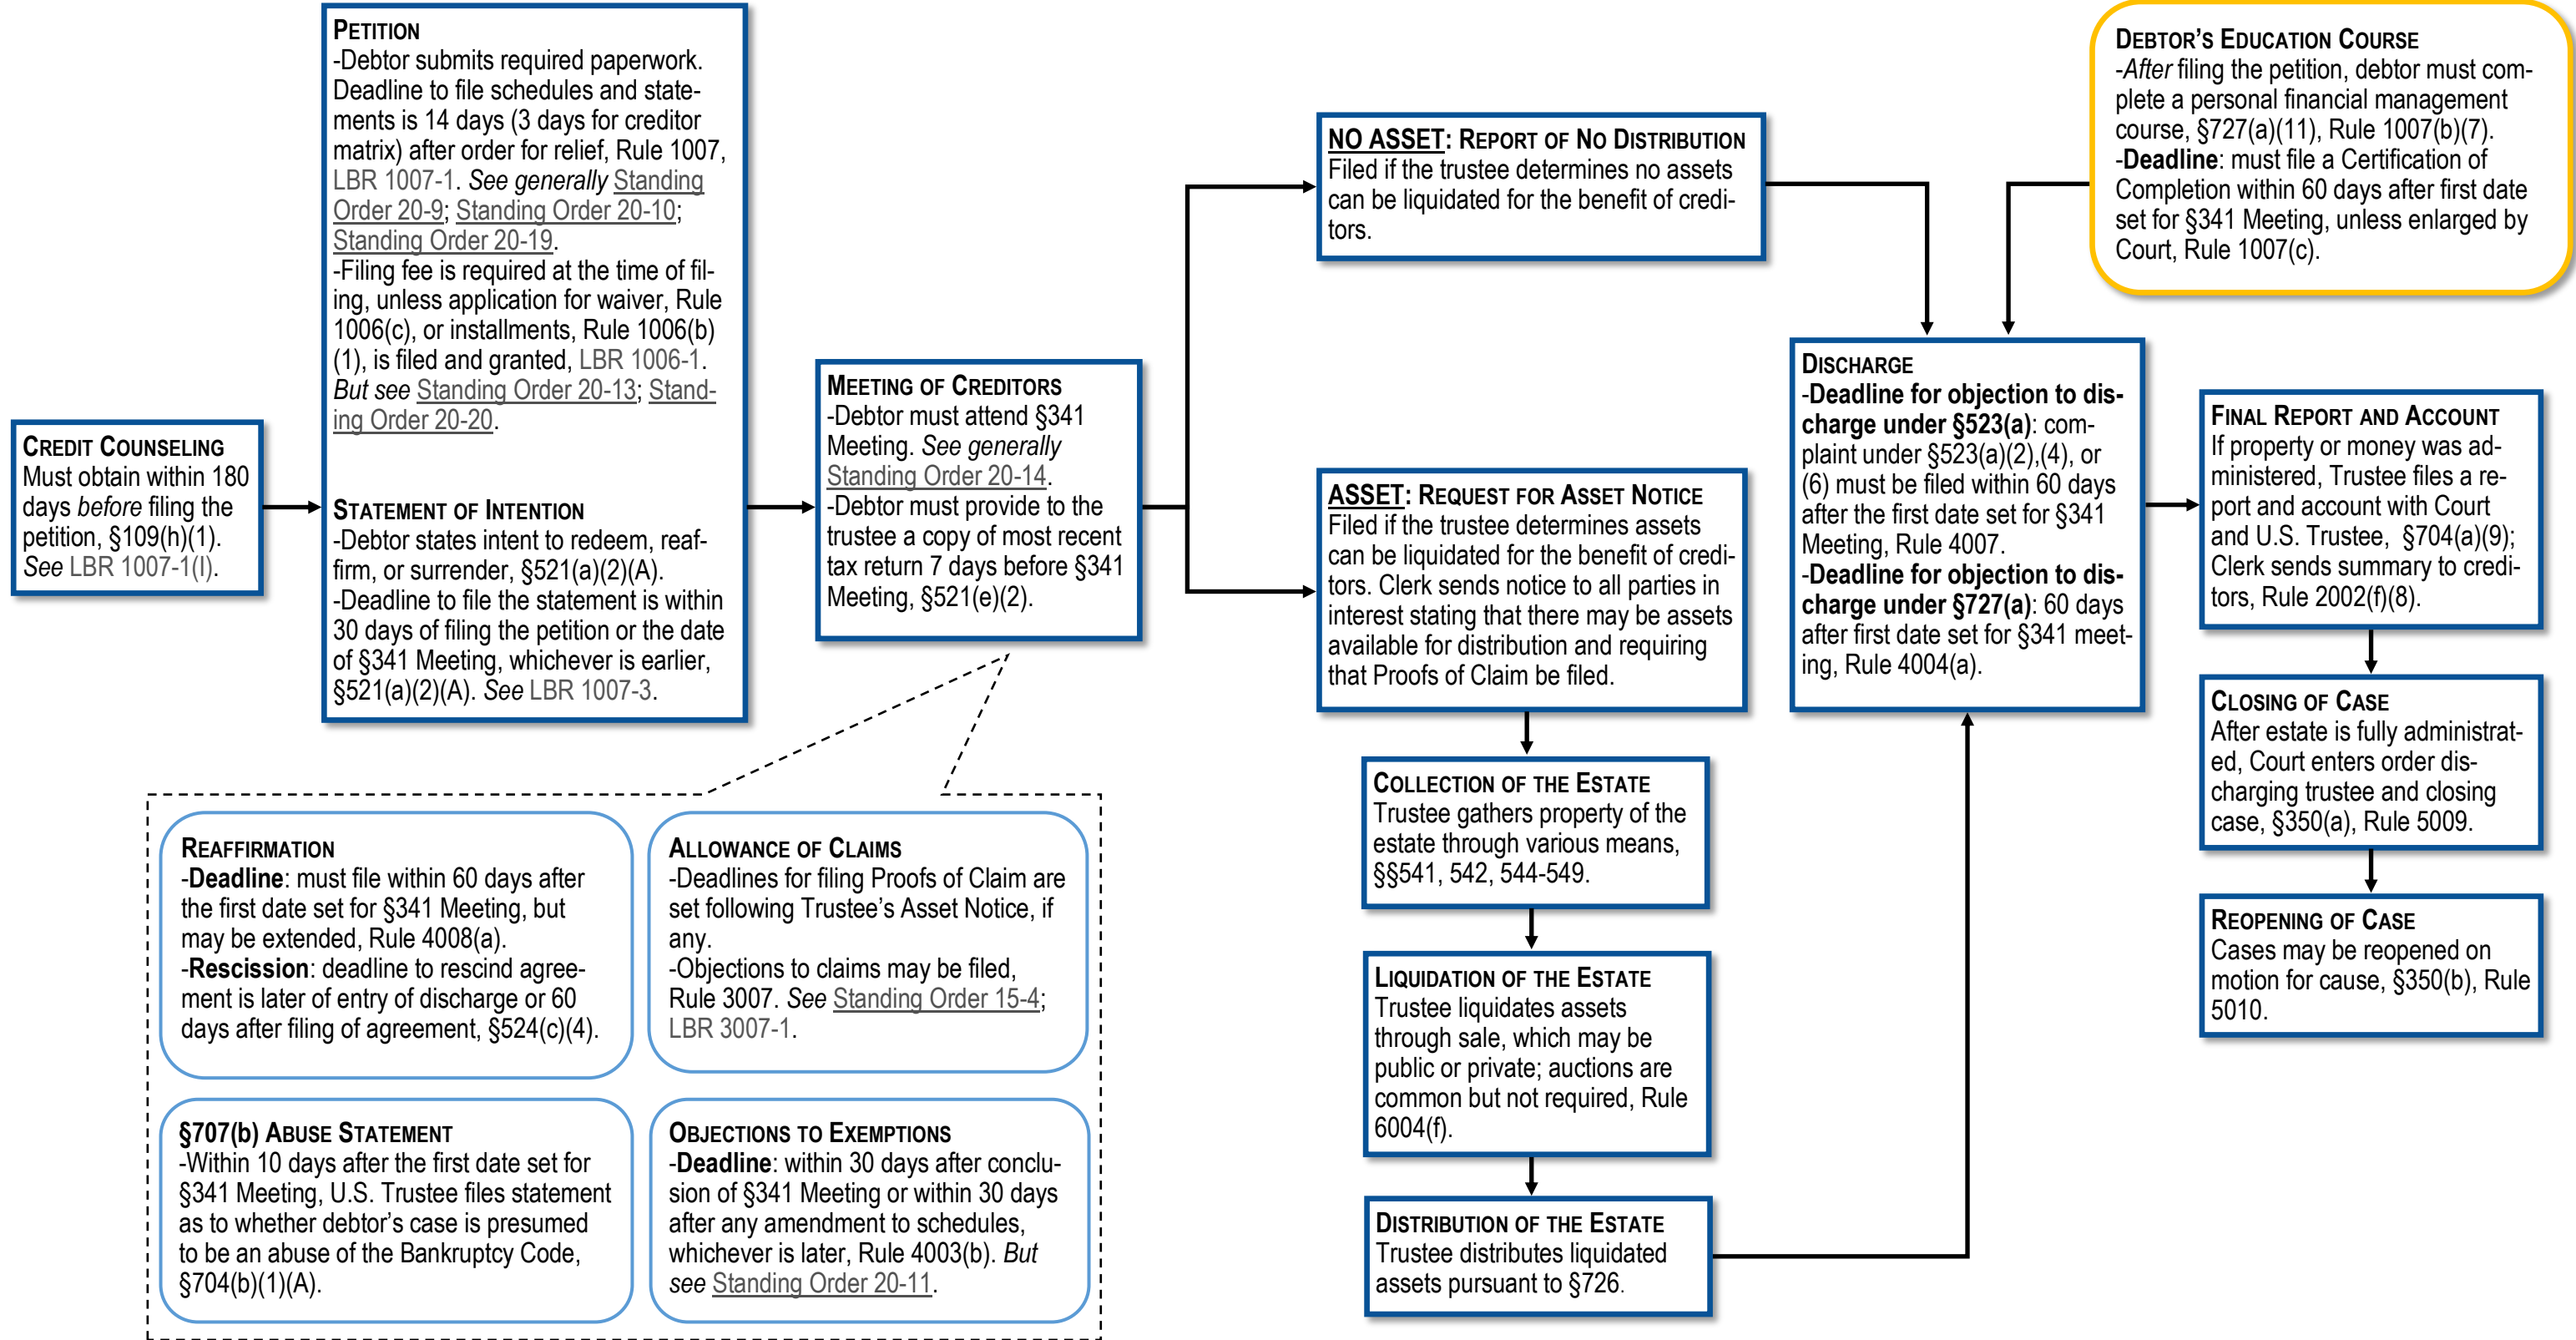 CREDIT COUNSELING
Must obtain within 180
days before filing the
petition, §109(h)(1).
See LBR 1007-1(l).
PETITION
-Debtor submits required paperwork.
Deadline to file schedules and state-
ments is 14 days (3 days for creditor
matrix) after order for relief, Rule 1007,
LBR 1007-1. See generally Standing
Order 20-9; Standing Order 20-10;
Standing Order 20-19.
-Filing fee is required at the time of fil-
ing, unless application for waiver, Rule
1006(c), or installments, Rule 1006(b)
(1), is filed and granted, LBR 1006-1.
But see Standing Order 20-13; Stand-
ing Order 20-20.
STATEMENT OF INTENTION
-Debtor states intent to redeem, reaf-
firm, or surrender, §521(a)(2)(A).
-Deadline to file the statement is within
30 days of filing the petition or the date
of §341 Meeting, whichever is earlier,
§521(a)(2)(A). See LBR 1007-3.
MEETING OF CREDITORS
-Debtor must attend §341
Meeting. See generally
Standing Order 20-14.
-Debtor must provide to the
trustee a copy of most recent
tax return 7 days before §341
Meeting, §521(e)(2).
REAFFIRMATION
-Deadline: must file within 60 days after
the first date set for §341 Meeting, but
may be extended, Rule 4008(a).
-Rescission: deadline to rescind agree-
ment is later of entry of discharge or 60
days after filing of agreement, §524(c)(4).
ALLOWANCE OF CLAIMS
-Deadlines for filing Proofs of Claim are
set following Trustee's Asset Notice, if
any.
-Objections to claims may be filed,
Rule 3007. See Standing Order 15-4;
LBR 3007-1.
§707(b) ABUSE STATEMENT
-Within 10 days after the first date set for
§341 Meeting, U.S. Trustee files statement
as to whether debtor's case is presumed
to be an abuse of the Bankruptcy Code,
§704(b)(1)(A).
OBJECTIONS TO EXEMPTIONS
-Deadline: within 30 days after conclu-
sion of §341 Meeting or within 30 days
after any amendment to schedules,
whichever is later, Rule 4003(b). But
see Standing Order 20-11.
NO ASSET: REPORT OF NO DISTRIBUTION
Filed if the trustee determines no assets
can be liquidated for the benefit of credi-
tors.
ASSET: REQUEST FOR ASSET NOTICE
Filed if the trustee determines assets
can be liquidated for the benefit of credi-
tors. Clerk sends notice to all parties in
interest stating that there may be assets
available for distribution and requiring
that Proofs of Claim be filed.
COLLECTION OF THE ESTATE
Trustee gathers property of the
estate through various means,
§§541, 542, 544-549.
LIQUIDATION OF THE ESTATE
Trustee liquidates assets
through sale, which may be
public or private; auctions are
common but not required, Rule
6004(f).
DISTRIBUTION OF THE ESTATE
Trustee distributes liquidated
assets pursuant to §726.
DEBTOR'S EDUCATION COURSE
-After filing the petition, debtor must com-
plete a personal financial management
course, §727(a)(11), Rule 1007(b)(7).
-Deadline: must file a Certification of
Completion within 60 days after first date
set for §341 Meeting, unless enlarged by
Court, Rule 1007(c).
DISCHARGE
-Deadline for objection to dis-
charge under §523(a): com-
plaint under §523(a)(2),(4), or
(6) must be filed within 60 days
after the first date set for §341
Meeting, Rule 4007.
-Deadline for objection to dis-
charge under §727(a): 60 days
after first date set for §341 meet-
ing, Rule 4004(a).
FINAL REPORT AND ACCOUNT
If property or money was ad-
ministered, Trustee files a re-
port and account with Court
and U.S. Trustee, §704(a)(9);
Clerk sends summary to credi-
tors, Rule 2002(f)(8).
CLOSING OF CASE
After estate is fully administrat-
ed, Court enters order dis-
charging trustee and closing
case, §350(a), Rule 5009.
REOPENING OF CASE
Cases may be reopened on
motion for cause, §350(b), Rule
5010.